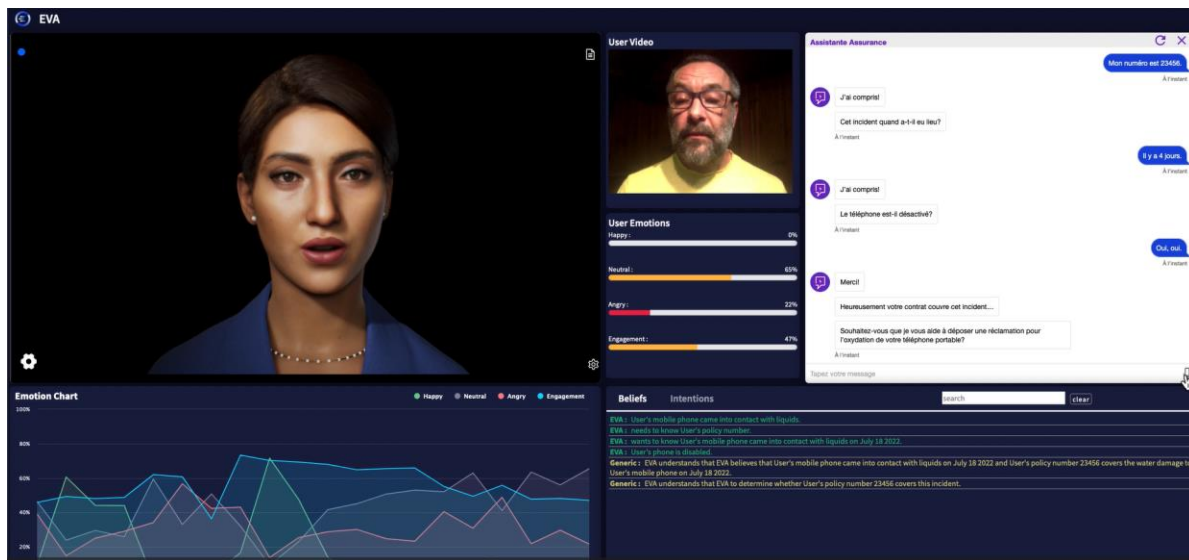 EVA
User Video
User Emotions
Happy :
0%
Neutral :
65%
Angry :
22%
Engagement :
47%
Assistante Assurance
Mon numéro est 23456.
À l'instant
J'ai compris!
Cet incident quand a-t-il eu lieu?
À l'instant
Il y a 4 jours.
À l'instant
J'ai compris!
Le téléphone est-il désactivé?
À l'instant
Oui, oui.
À l'instant
Merci!
Heureusement votre contrat couvre cet incident...
Souhaitez-vous que je vous aide à déposer une réclamation pour
l'oxydation de votre téléphone portable?
À l'instant
Tapez votre message
Emotion Chart
Happy
Neutral
Angry
Engagement
100%
80%
60%
40%
20%
Beliefs
Intentions
search
clear
EVA : User's mobile phone came into contact with liquids.
EVA : needs to know User's policy number.
EVA : wants to know User's mobile phone came into contact with liquids on July 18 2022.
EVA : User's phone is disabled.
Generic : EVA understands that EVA believes that User's mobile phone came into contact with liquids on July 18 2022 and User's policy number 23456 covers the water damage to
User's mobile phone on July 18 2022.
Generic : EVA understands that EVA to determine whether User's policy number 23456 covers this incident.